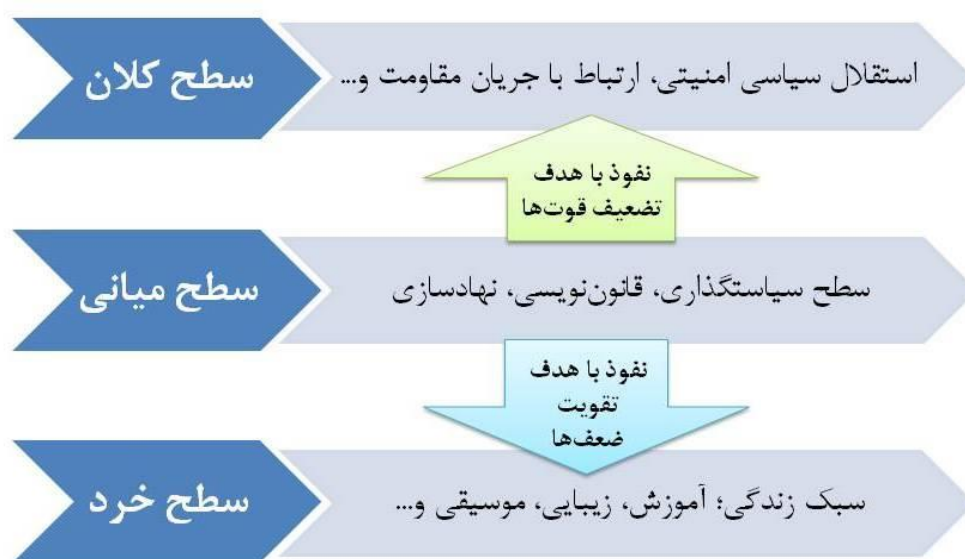 سطح کلان
استقلال سیاسی امنیتی، ارتباط با جریان مقاومت و...
نفوذ با هدف
تضعیف قوت‌ها
سطح میانی
سطح سیاستگذاری، قانون‌نویسی، نهادسازی
نفوذ با هدف
تقویت
ضعف‌ها
سطح خرد
سبک زندگی؛ آموزش، زیبایی، موسیقی و...